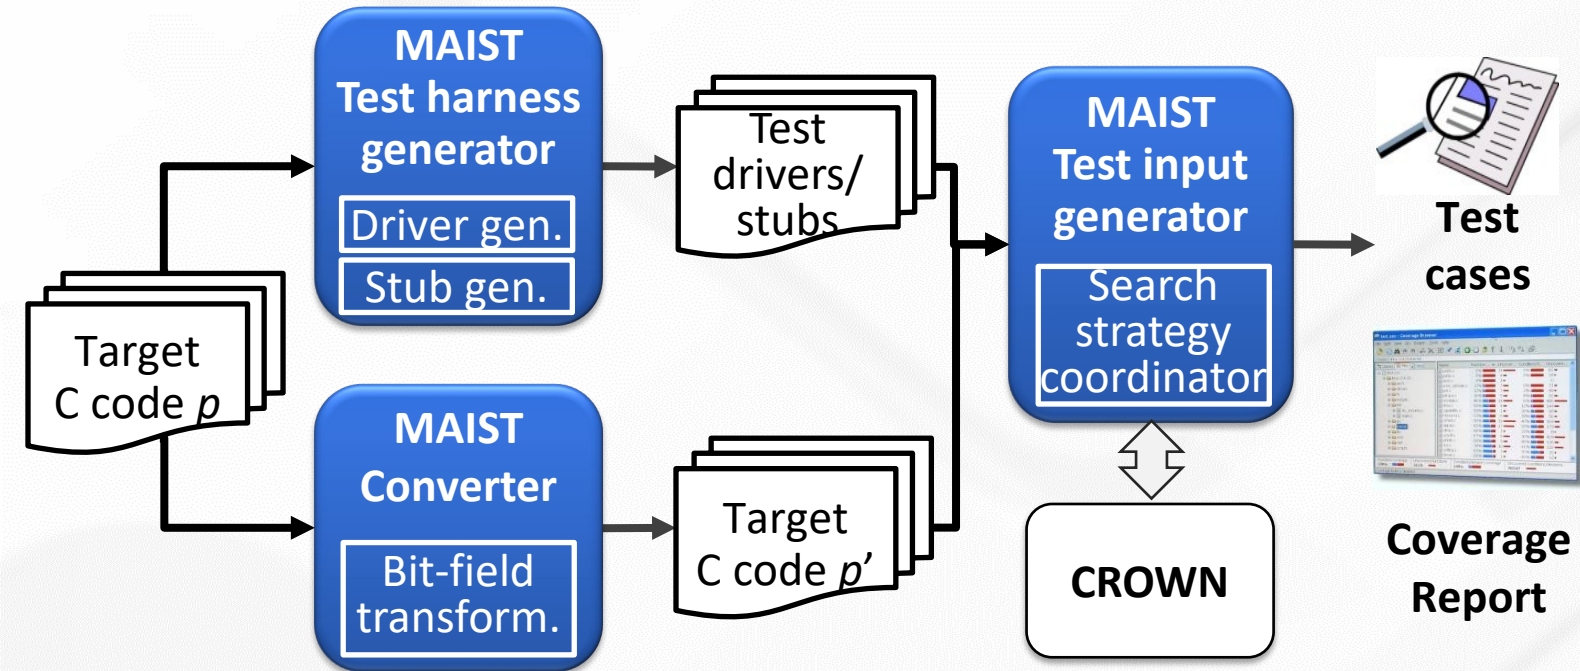 MAIST
Test harness
generator
Driver gen.
Stub gen.
Target
C code p
MAIST
Converter
Bit-field
transform.
Test
drivers/
stubs
Target
C code p’
MAIST
Test input
generator
Search
strategy
coordinator
CROWN
Test
cases
Coverage
Report